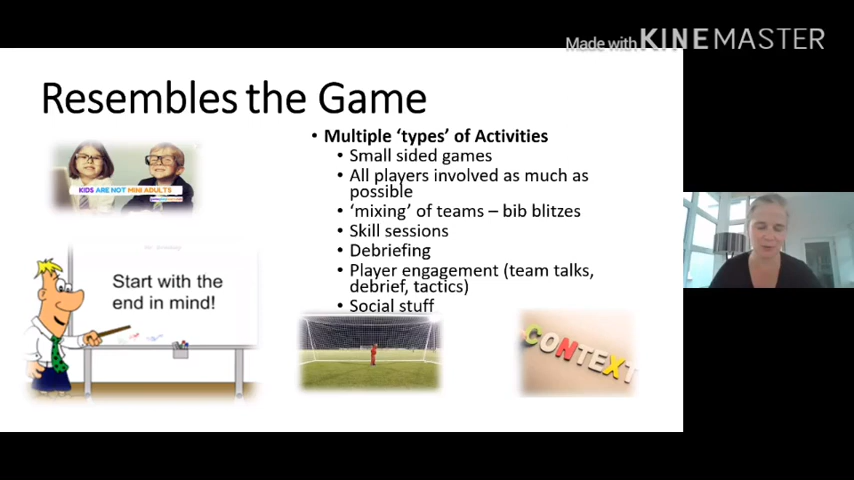 Made with KINEMASTER
Resembles the Game
• Multiple ‘types’ of Activities
• Small sided games
• All players involved as much as
possible
• ‘mixing’ of teams – bib blitzes
• Skill sessions
• Debriefing
• Player engagement (team talks,
debrief, tactics)
• Social stuff
KIDS ARE NOT MINI ADULTS
Start with the
end in mind!
CONTEXT